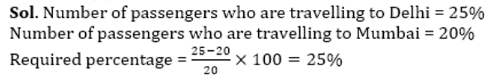 Sol. Number of passengers who are travelling to Delhi = 25%
Number of passengers who are travelling to Mumbai = 20%
Required percentage = \frac{25-20}{20} × 100 = 25%